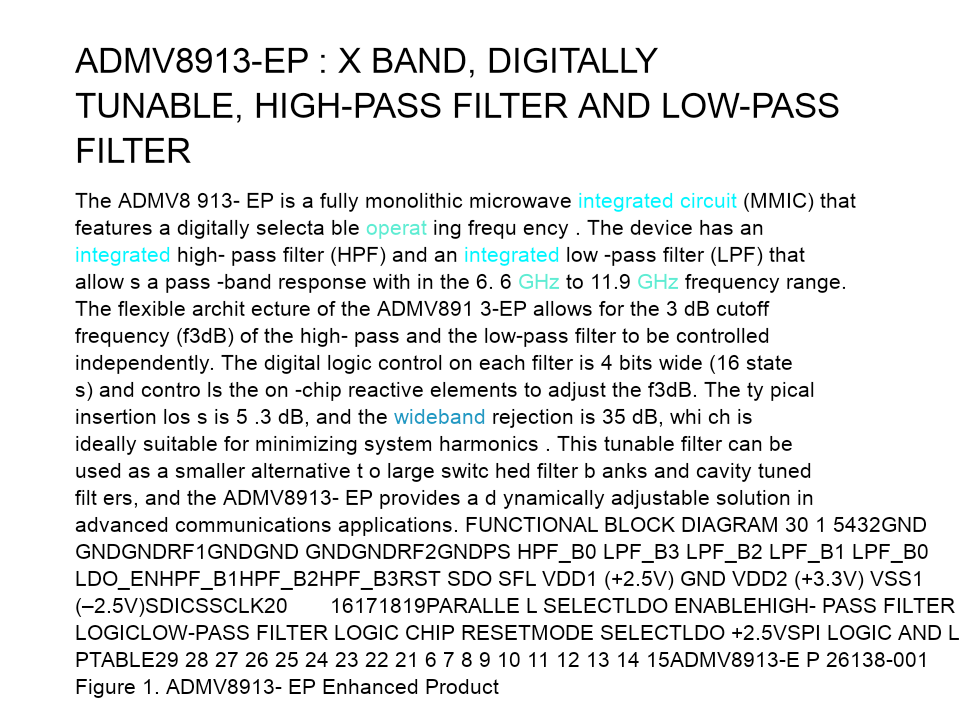 ADMV8913-EP : X BAND, DIGITALLY
TUNABLE, HIGH-PASS FILTER AND LOW-PASS
FILTER
The ADMV8 913- EP is a fully monolithic microwave integrated circuit (MMIC) that
features a digitally selecta ble operat ing frequ ency . The device has an
integrated high- pass filter (HPF) and an integrated low -pass filter (LPF) that
allow s a pass -band response with in the 6. 6 GHz to 11.9 GHz frequency range.
The flexible archit ecture of the ADMV891 3-EP allows for the 3 dB cutoff
frequency (f3dB) of the high- pass and the low-pass filter to be controlled
independently. The digital logic control on each filter is 4 bits wide (16 state
s) and contro ls the on -chip reactive elements to adjust the f3dB. The ty pical
insertion los s is 5 .3 dB, and the wideband rejection is 35 dB, whi ch is
ideally suitable for minimizing system harmonics . This tunable filter can be
used as a smaller alternative t o large switc hed filter b anks and cavity tuned
filt ers, and the ADMV8913- EP provides a d ynamically adjustable solution in
advanced communications applications. FUNCTIONAL BLOCK DIAGRAM 30 1 5432GND
GNDGNDRF1GNDGND GNDGNDRF2GNDPS HPF_B0 LPF_B3 LPF_B2 LPF_B1 LPF_B0
LDO_ENHPF_B1HPF_B2HPF_B3RST SDO SFL VDD1 (+2.5V) GND VDD2 (+3.3V) VSS1
(–2.5V)SDICSSCLK20 16171819PARALLE L SELECTLDO ENABLEHIGH- PASS FILTER
LOGICLOW-PASS FILTER LOGIC CHIP RESETMODE SELECTLDO +2.5VSPI LOGIC AND L
PTABLE29 28 27 26 25 24 23 22 21 6 7 8 9 10 11 12 13 14 15ADMV8913-E P 26138-001
Figure 1. ADMV8913- EP Enhanced Product